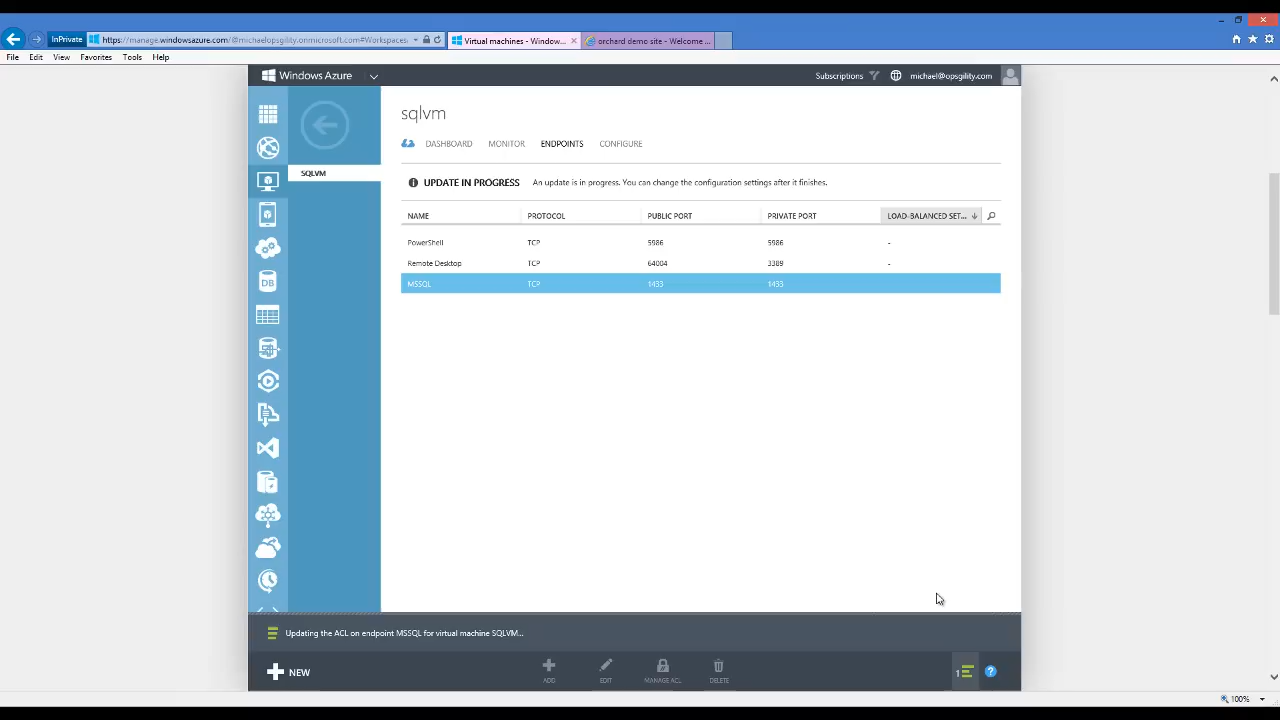 InPrivate https://manage.windowsazure.com/@michaelopsgility.onmicrosoft.com#Workspaces Virtual machines - Window... orchard demo site - Welcome ...
File Edit View Favorites Tools Help
Windows Azure Subscriptions michael@opsgility.com
sqlvm
DASHBOARD MONITOR ENDPOINTS CONFIGURE
SQLVM
UPDATE IN PROGRESS An update is in progress. You can change the configuration settings after it finishes.
NAME PROTOCOL PUBLIC PORT PRIVATE PORT LOAD-BALANCED SET...
PowerShell TCP 5986 5986 -
Remote Desktop TCP 64004 3389 -
MSSQL TCP 1433 1433
DB
Updating the ACL on endpoint MSSQL for virtual machine SQLVM...
NEW 1 ?
ADD EDIT MANAGE ACL DELETE
100%